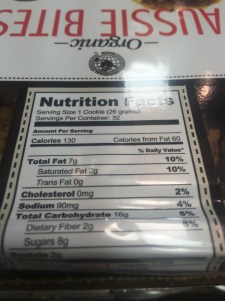 AUSSIE BITES
Organic
Nutrition Facts
Serving Size 1 Cookie (28 grams)
Servings Per Container: 32
Amount Per Serving
Calories 130 Calories from Fat 60
% Daily Value*
Total Fat 7g 10%
Saturated Fat 2g 10%
Trans Fat 0g
Cholesterol 0mg 2%
Sodium 90mg 4%
Total Carbohydrate 16g 5%
Dietary Fiber 2g
Sugars 8g